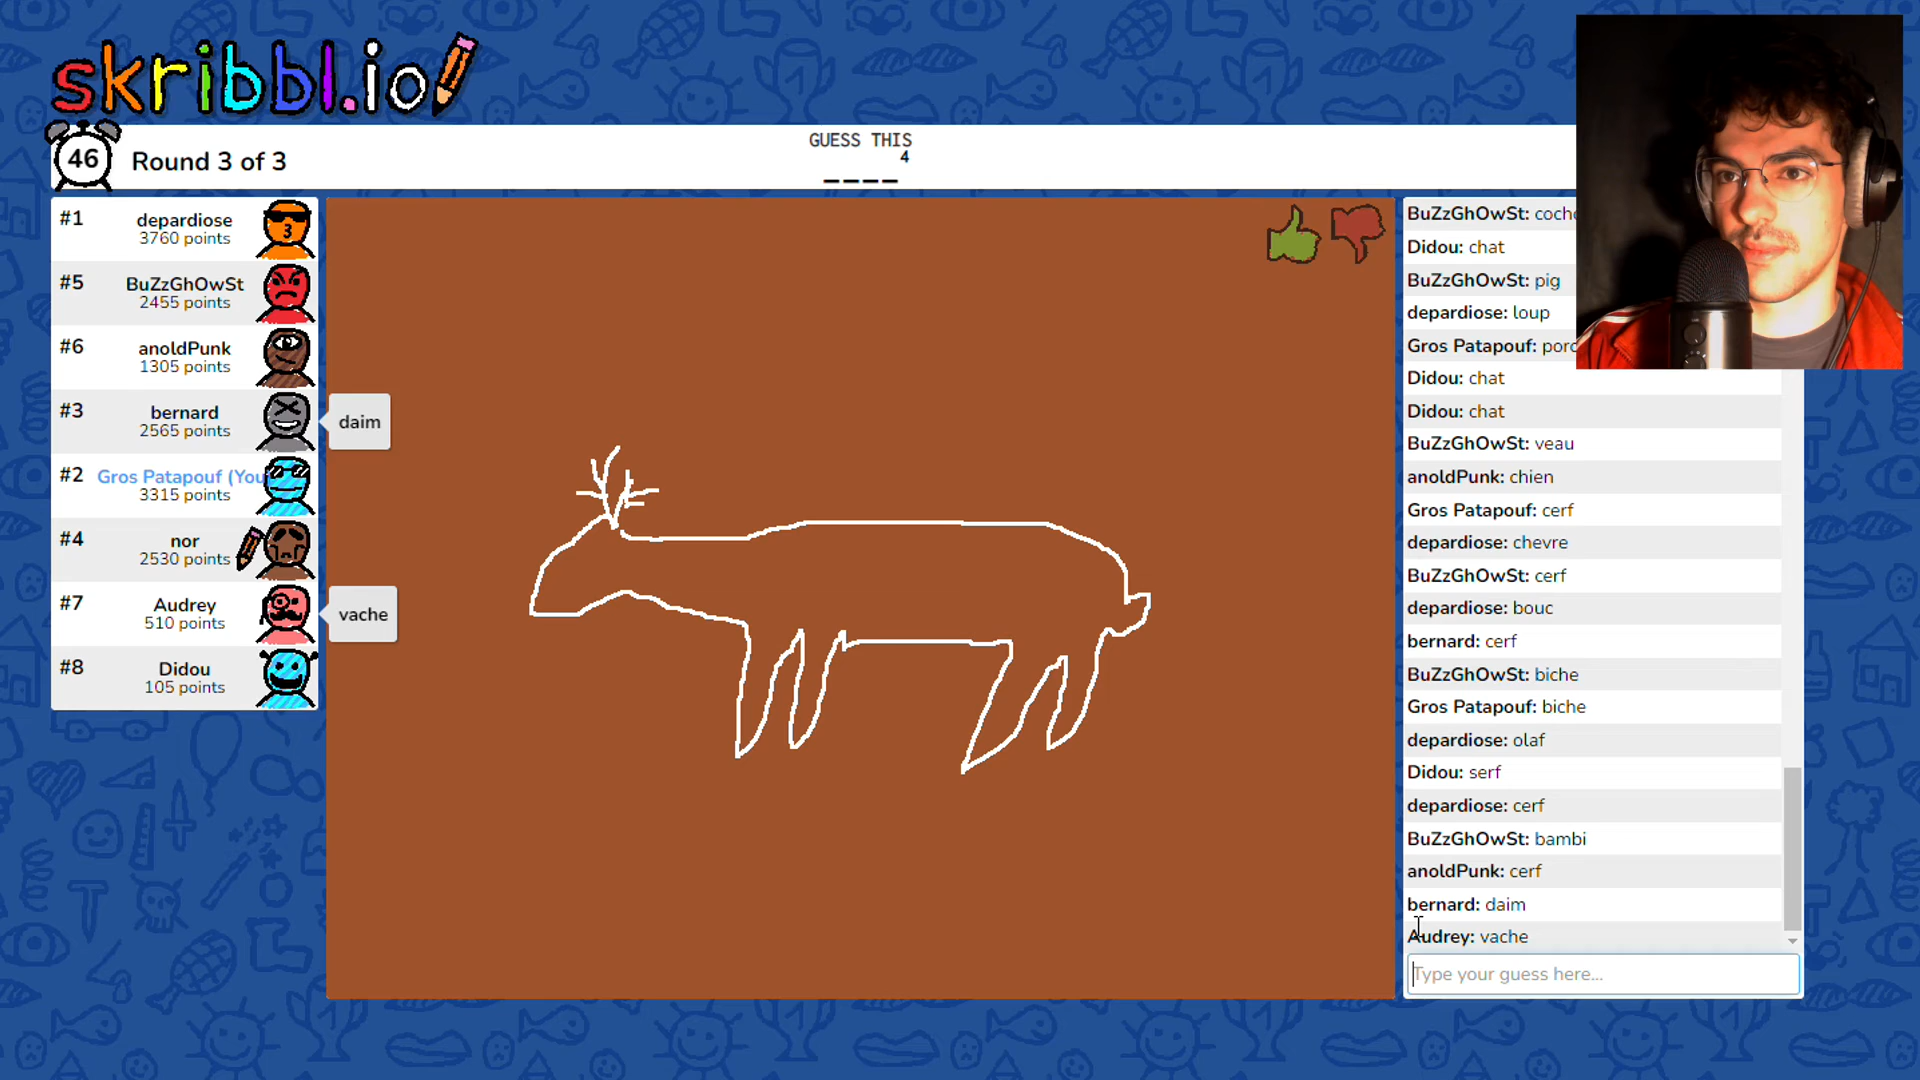 skribbl.io
46
Round 3 of 3
GUESS THIS
4
____
#1
depardiose
3760 points
#5
BuZzGhOwSt
2455 points
#6
anoldPunk
1305 points
#3
bernard
2565 points
daim
#2
Gros Patapouf (You
3315 points
#4
nor
2530 points
#7
Audrey
510 points
vache
#8
Didou
105 points
BuZzGhOwSt: coch
Didou: chat
BuZzGhOwSt: pig
depardiose: loup
Gros Patapouf: porc
Didou: chat
Didou: chat
BuZzGhOwSt: veau
anoldPunk: chien
Gros Patapouf: cerf
depardiose: chevre
BuZzGhOwSt: cerf
depardiose: bouc
bernard: cerf
BuZzGhOwSt: biche
Gros Patapouf: biche
depardiose: olaf
Didou: serf
depardiose: cerf
BuZzGhOwSt: bambi
anoldPunk: cerf
bernard: daim
Audrey: vache
Type your guess here...